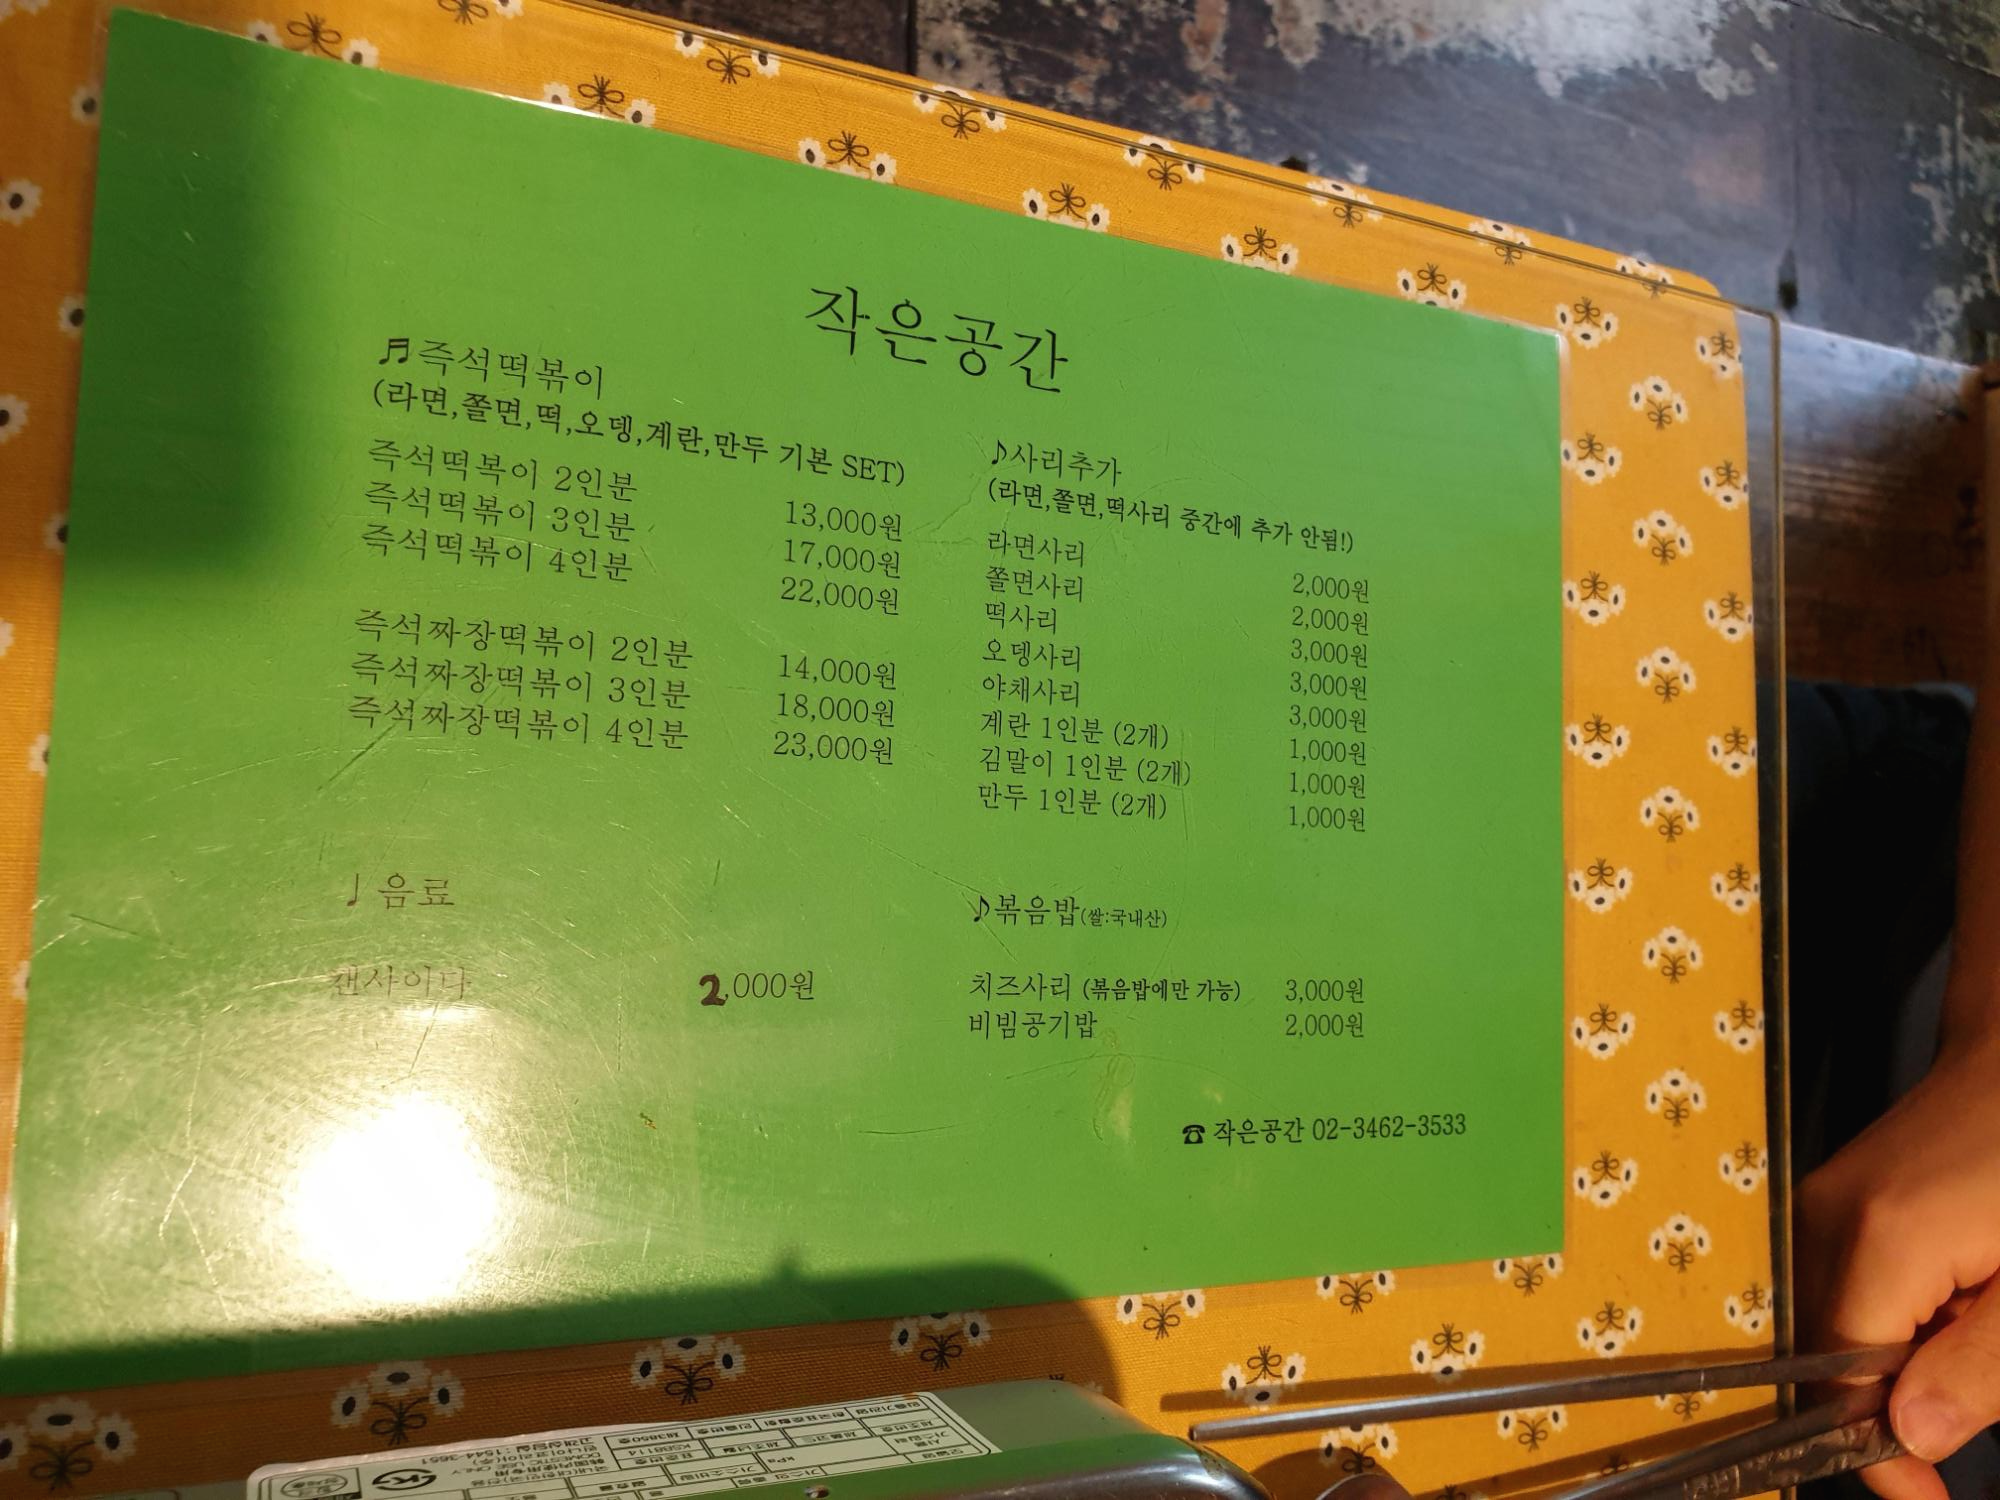 작은공간
♬즉석떡볶이
(라면,쫄면,떡,오뎅,계란,만두 기본 SET)
즉석떡볶이 2인분 13,000원
즉석떡볶이 3인분 17,000원
즉석떡볶이 4인분 22,000원
즉석짜장떡볶이 2인분 14,000원
즉석짜장떡볶이 3인분 18,000원
즉석짜장떡볶이 4인분 23,000원
♩음료
캔사이다 2,000원
♪사리추가
(라면,쫄면,떡사리 중간에 추가 안됨!)
라면사리 2,000원
쫄면사리 2,000원
떡사리 3,000원
오뎅사리 3,000원
야채사리 3,000원
계란 1인분 (2개) 1,000원
김말이 1인분 (2개) 1,000원
만두 1인분 (2개) 1,000원
♪볶음밥(쌀:국내산)
치즈사리 (볶음밥에만 가능) 3,000원
비빔공기밥 2,000원
☎ 작은공간 02-3462-3533